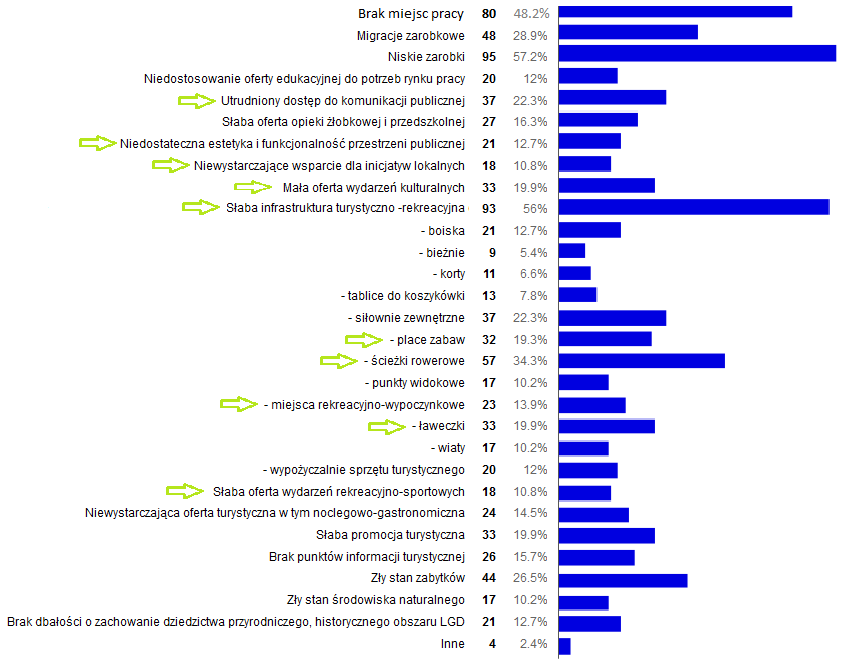 Brak miejsc pracy 80 48.2%
Migracje zarobkowe 48 28.9%
Niskie zarobki 95 57.2%
Niedostosowanie oferty edukacyjnej do potrzeb rynku pracy 20 12%
Utrudniony dostęp do komunikacji publicznej 37 22.3%
Słaba oferta opieki żłobkowej i przedszkolnej 27 16.3%
Niedostateczna estetyka i funkcjonalność przestrzeni publicznej 21 12.7%
Niewystarczające wsparcie dla inicjatyw lokalnych 18 10.8%
Mała oferta wydarzeń kulturalnych 33 19.9%
Słaba infrastruktura turystyczno -rekreacyjna 93 56%
- boiska 21 12.7%
- bieżnie 9 5.4%
- korty 11 6.6%
- tablice do koszykówki 13 7.8%
- siłownie zewnętrzne 37 22.3%
- place zabaw 32 19.3%
- ścieżki rowerowe 57 34.3%
- punkty widokowe 17 10.2%
- miejsca rekreacyjno-wypoczynkowe 23 13.9%
- ławeczki 33 19.9%
- wiaty 17 10.2%
- wypożyczalnie sprzętu turystycznego 20 12%
Słaba oferta wydarzeń rekreacyjno-sportowych 18 10.8%
Niewystarczająca oferta turystyczna w tym noclegowo-gastronomiczna 24 14.5%
Słaba promocja turystyczna 33 19.9%
Brak punktów informacji turystycznej 26 15.7%
Zły stan zabytków 44 26.5%
Zły stan środowiska naturalnego 17 10.2%
Brak dbałości o zachowanie dziedzictwa przyrodniczego, historycznego obszaru LGD 21 12.7%
Inne 4 2.4%